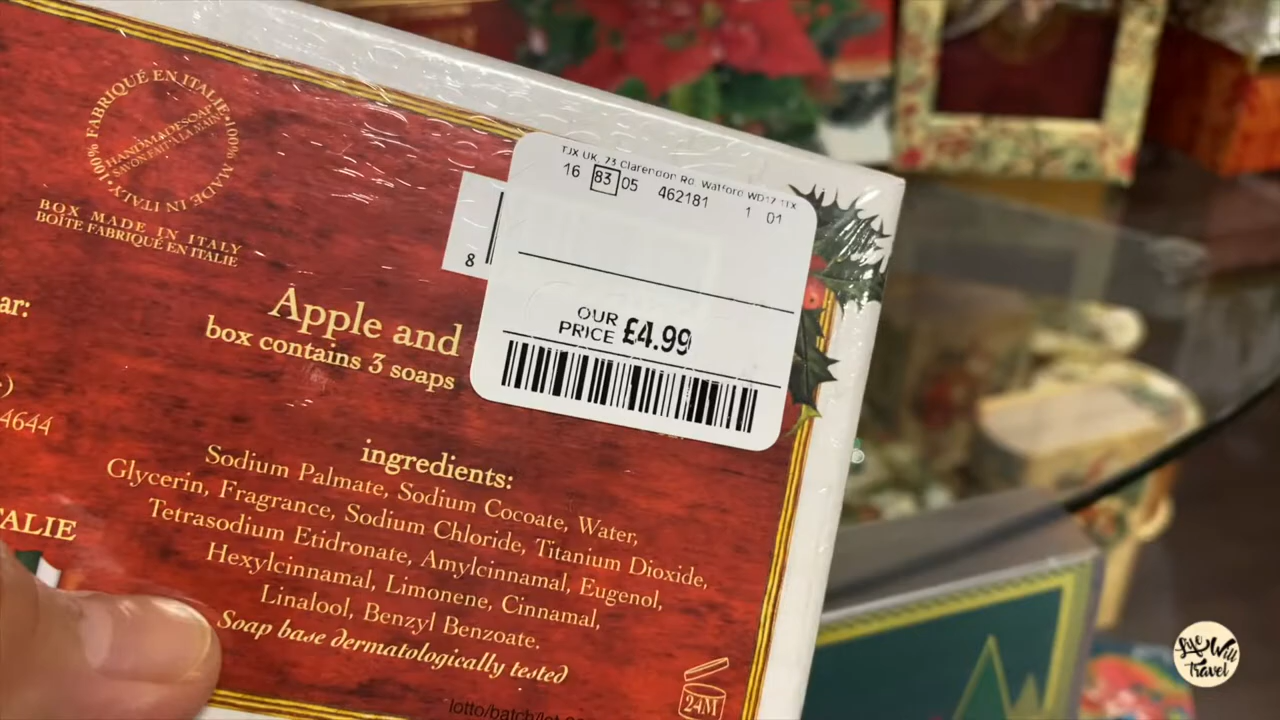 100% FABRIQUÉ EN ITALIE
100% MADE IN ITALY
HANDMADE SOAP
SAVON FAIT À LA MAIN
BOX MADE IN ITALY
BOÎTE FABRIQUÉ EN ITALIE
TJX UK, 73 Clarendon Rd. Watford WD17 1TX
16 83 05 462181 1 01
8
OUR
PRICE £4.99
ar:
Apple and
box contains 3 soaps
4644
ingredients:
Sodium Palmate, Sodium Cocoate, Water,
Glycerin, Fragrance, Sodium Chloride, Titanium Dioxide,
Tetrasodium Etidronate, Amylcinnamal, Eugenol,
Hexylcinnamal, Limonene, Cinnamal,
Linalool, Benzyl Benzoate.
Soap base dermatologically tested
TALIE
24M
lotto/batch/lot
Life Will
Travel